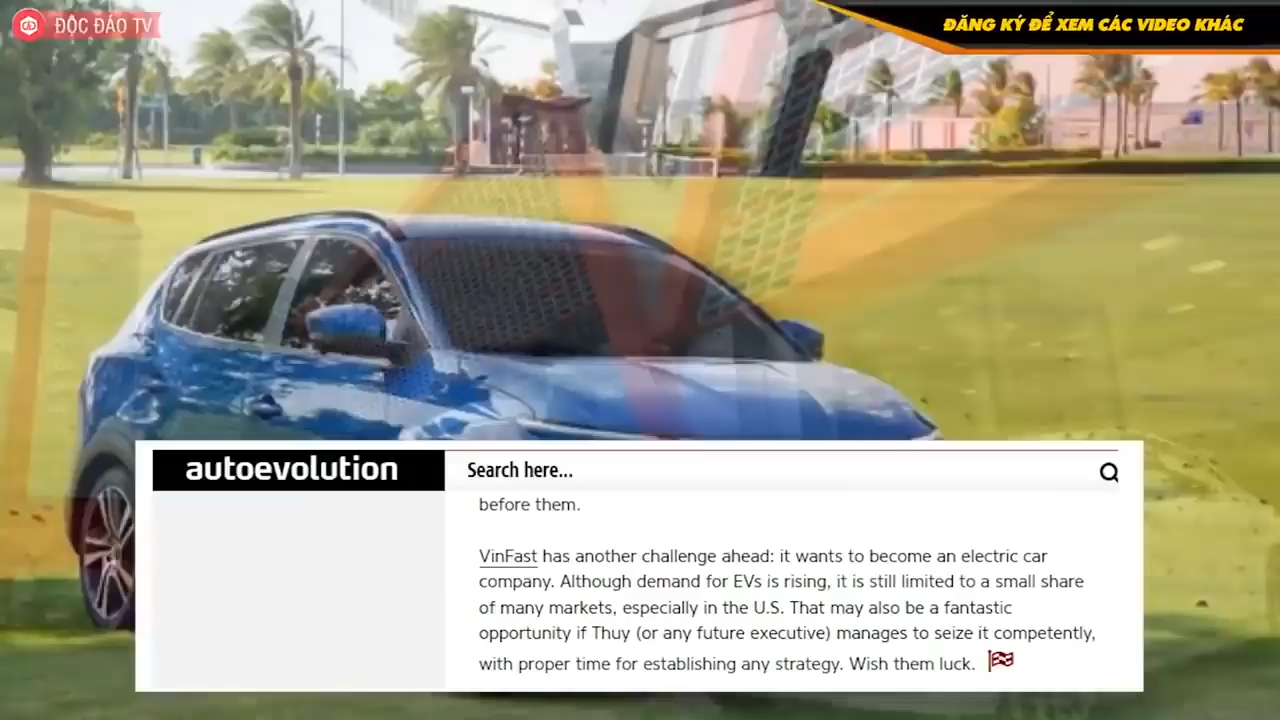 ĐỘC ĐÁO TV
ĐĂNG KÝ ĐỂ XEM CÁC VIDEO KHÁC
autoevolution
Search here...
before them.
VinFast has another challenge ahead: it wants to become an electric car
company. Although demand for EVs is rising, it is still limited to a small share
of many markets, especially in the U.S. That may also be a fantastic
opportunity if Thuy (or any future executive) manages to seize it competently,
with proper time for establishing any strategy. Wish them luck.